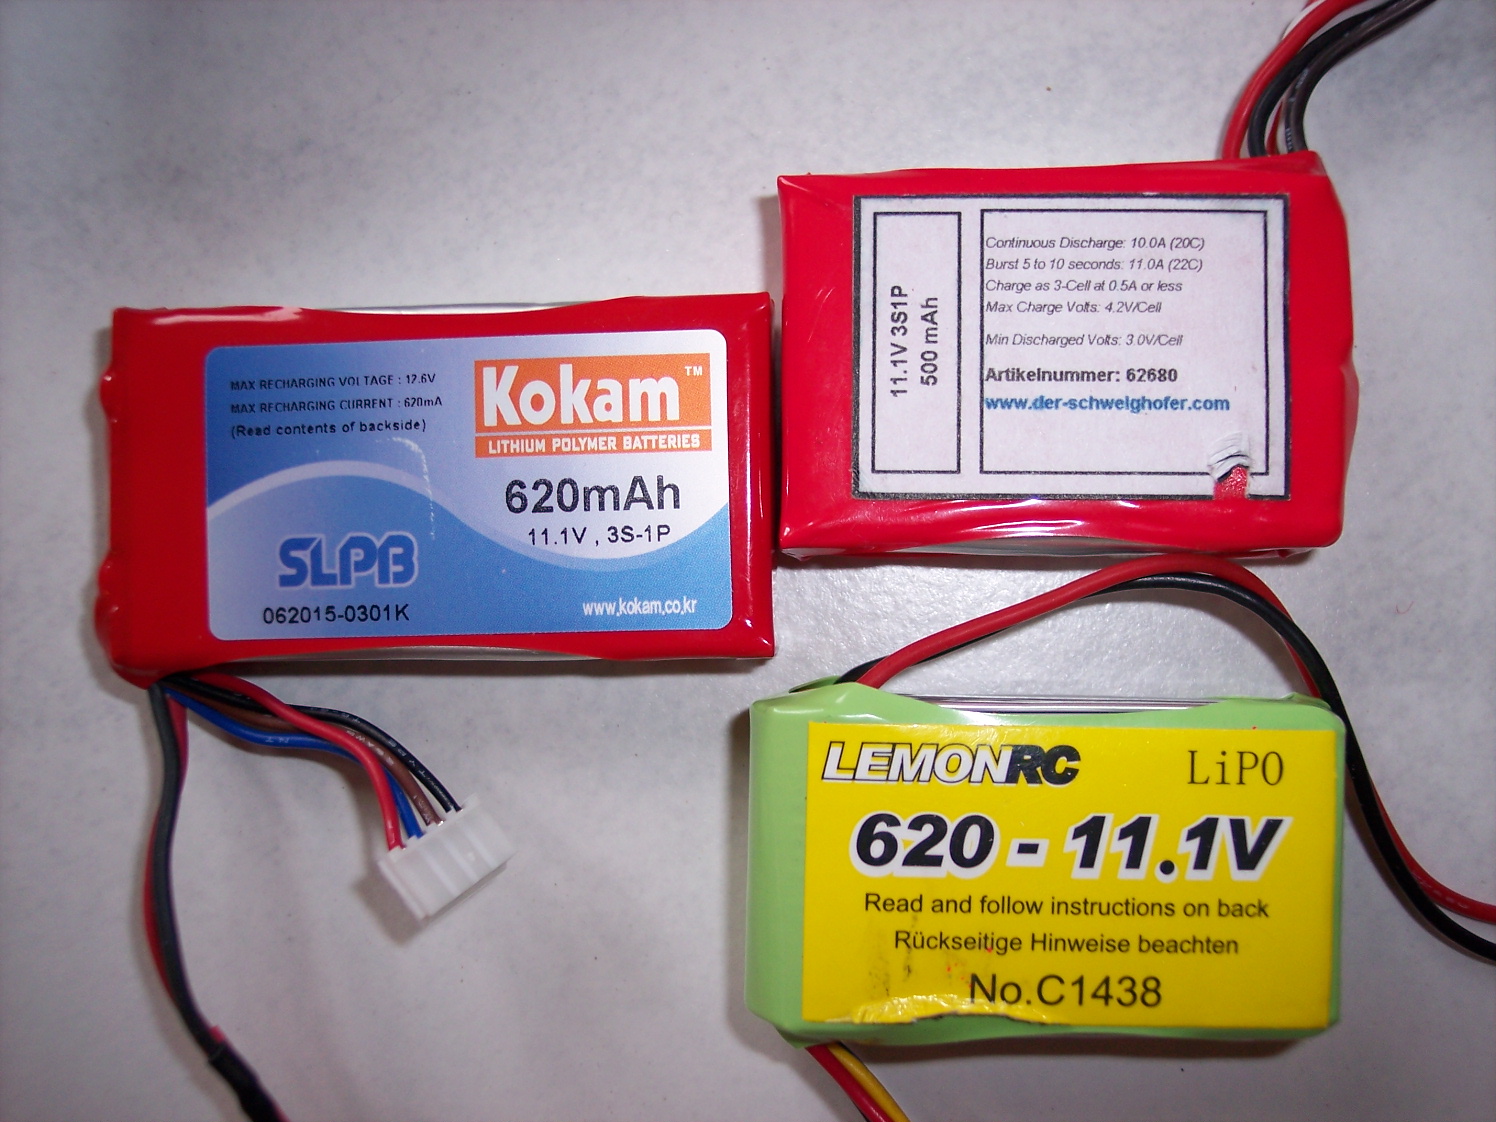 MAX RECHARGING VOLTAGE : 12.6V
MAX RECHARGING CURRENT : 620mA
(Read contents of backside)
Kokam™
LITHIUM POLYMER BATTERIES
620mAh
11.1V , 3S-1P
SLPB
062015-0301K
www.kokam.co.kr
11.1V 3S1P
500 mAh
Continuous Discharge: 10.0A (20C)
Burst 5 to 10 seconds: 11.0A (22C)
Charge as 3-Cell at 0.5A or less
Max Charge Volts: 4.2V/Cell
Min Discharged Volts: 3.0V/Cell
Artikelnummer: 62680
www.der-schweighofer.com
LEMONRC
LiPO
620 - 11.1V
Read and follow instructions on back
Rückseitige Hinweise beachten
No.C1438